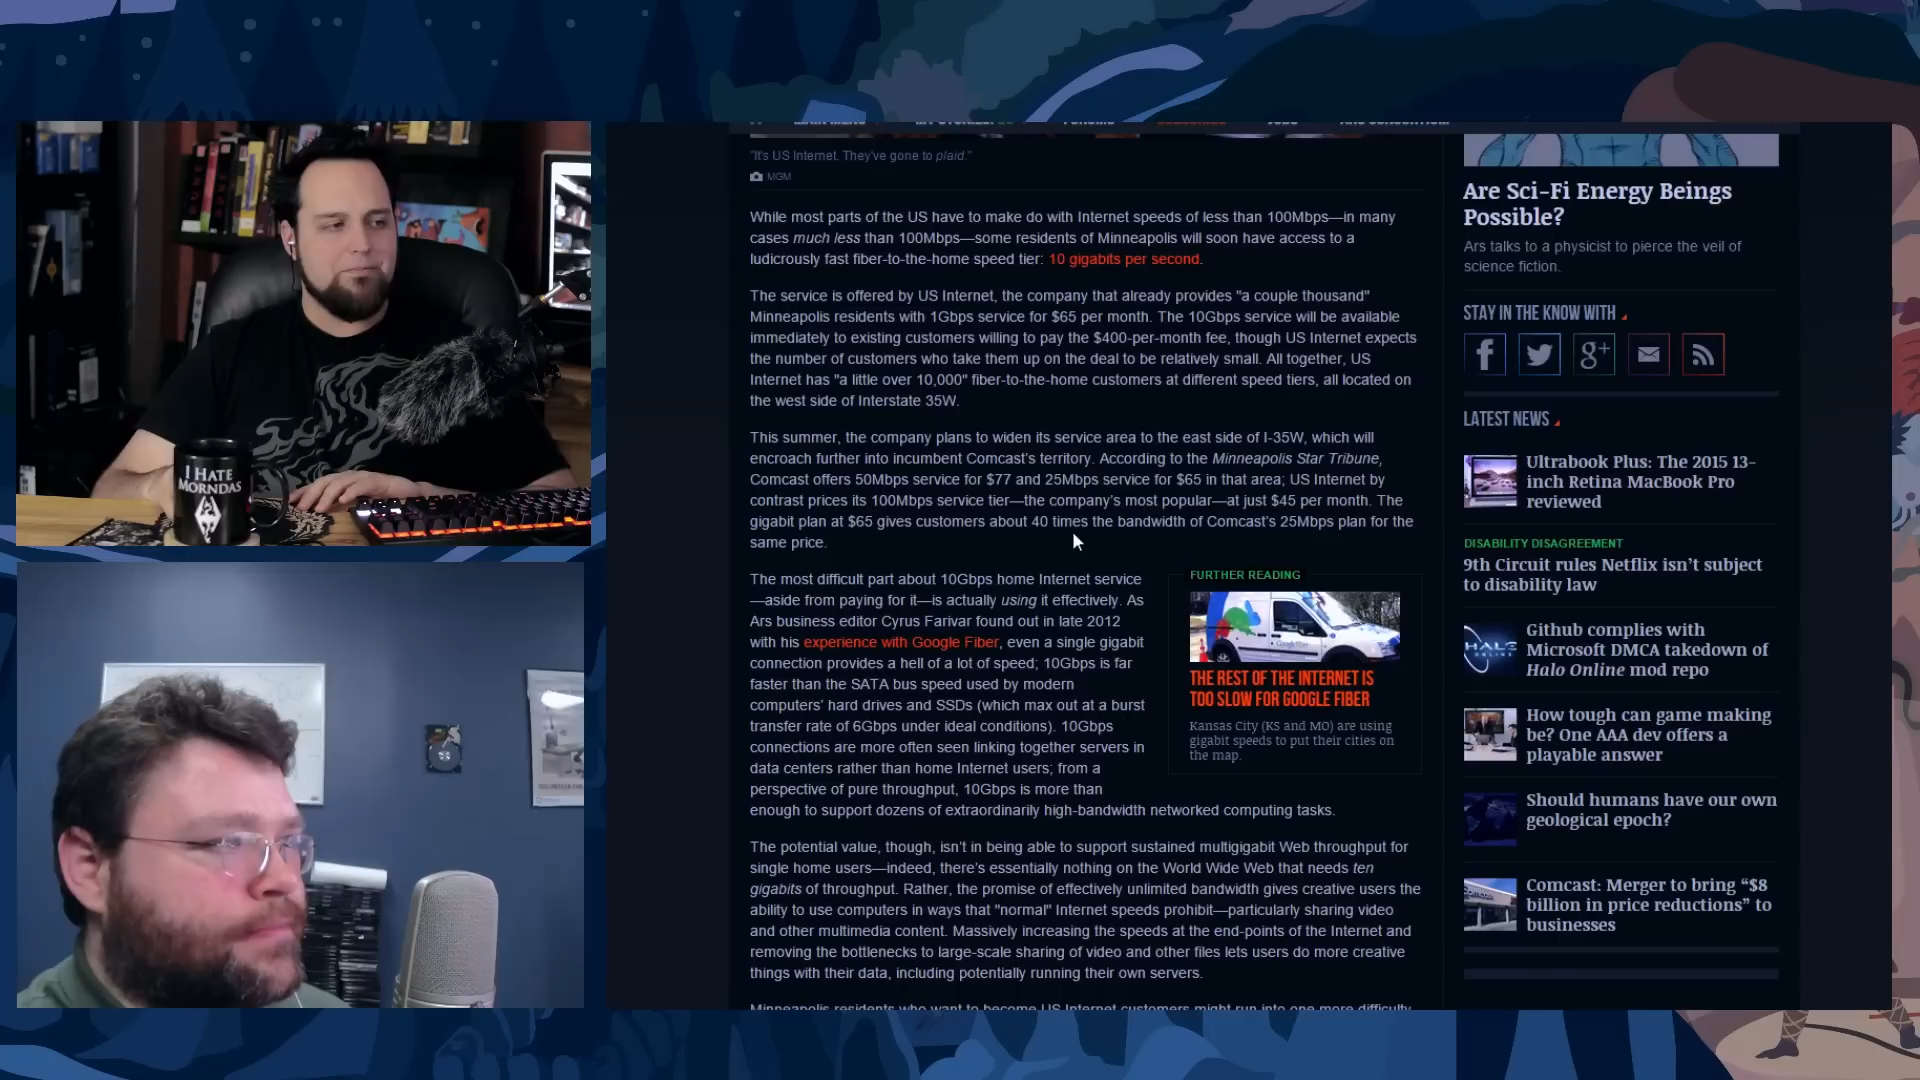 I HATE
MORNDAS
"It's US Internet. They've gone to plaid."
MGM
While most parts of the US have to make do with Internet speeds of less than 100Mbps—in many
cases much less than 100Mbps—some residents of Minneapolis will soon have access to a
ludicrously fast fiber-to-the-home speed tier: 10 gigabits per second.
The service is offered by US Internet, the company that already provides "a couple thousand"
Minneapolis residents with 1Gbps service for $65 per month. The 10Gbps service will be available
immediately to existing customers willing to pay the $400-per-month fee, though US Internet expects
the number of customers who take them up on the deal to be relatively small. All together, US
Internet has "a little over 10,000" fiber-to-the-home customers at different speed tiers, all located on
the west side of Interstate 35W.
This summer, the company plans to widen its service area to the east side of I-35W, which will
encroach further into incumbent Comcast's territory. According to the Minneapolis Star Tribune,
Comcast offers 50Mbps service for $77 and 25Mbps service for $65 in that area; US Internet by
contrast prices its 100Mbps service tier—the company's most popular—at just $45 per month. The
gigabit plan at $65 gives customers about 40 times the bandwidth of Comcast's 25Mbps plan for the
same price.
The most difficult part about 10Gbps home Internet service
—aside from paying for it—is actually using it effectively. As
Ars business editor Cyrus Farivar found out in late 2012
with his experience with Google Fiber, even a single gigabit
connection provides a hell of a lot of speed; 10Gbps is far
faster than the SATA bus speed used by modern
computers' hard drives and SSDs (which max out at a burst
transfer rate of 6Gbps under ideal conditions). 10Gbps
connections are more often seen linking together servers in
data centers rather than home Internet users; from a
perspective of pure throughput, 10Gbps is more than
enough to support dozens of extraordinarily high-bandwidth networked computing tasks.
FURTHER READING
THE REST OF THE INTERNET IS
TOO SLOW FOR GOOGLE FIBER
Kansas City (KS and MO) are using
gigabit speeds to put their cities on
the map.
The potential value, though, isn't in being able to support sustained multigigabit Web throughput for
single home users—indeed, there's essentially nothing on the World Wide Web that needs ten
gigabits of throughput. Rather, the promise of effectively unlimited bandwidth gives creative users the
ability to use computers in ways that "normal" Internet speeds prohibit—particularly sharing video
and other multimedia content. Massively increasing the speeds at the end-points of the Internet and
removing the bottlenecks to large-scale sharing of video and other files lets users do more creative
things with their data, including potentially running their own servers.
Minneapolis residents who want to become US Internet customers might run into one more difficulty
Are Sci-Fi Energy Beings
Possible?
Ars talks to a physicist to pierce the veil of
science fiction.
STAY IN THE KNOW WITH
LATEST NEWS
Ultrabook Plus: The 2015 13-
inch Retina MacBook Pro
reviewed
DISABILITY DISAGREEMENT
9th Circuit rules Netflix isn't subject
to disability law
Github complies with
Microsoft DMCA takedown of
Halo Online mod repo
How tough can game making
be? One AAA dev offers a
playable answer
Should humans have our own
geological epoch?
Comcast: Merger to bring “$8
billion in price reductions” to
businesses